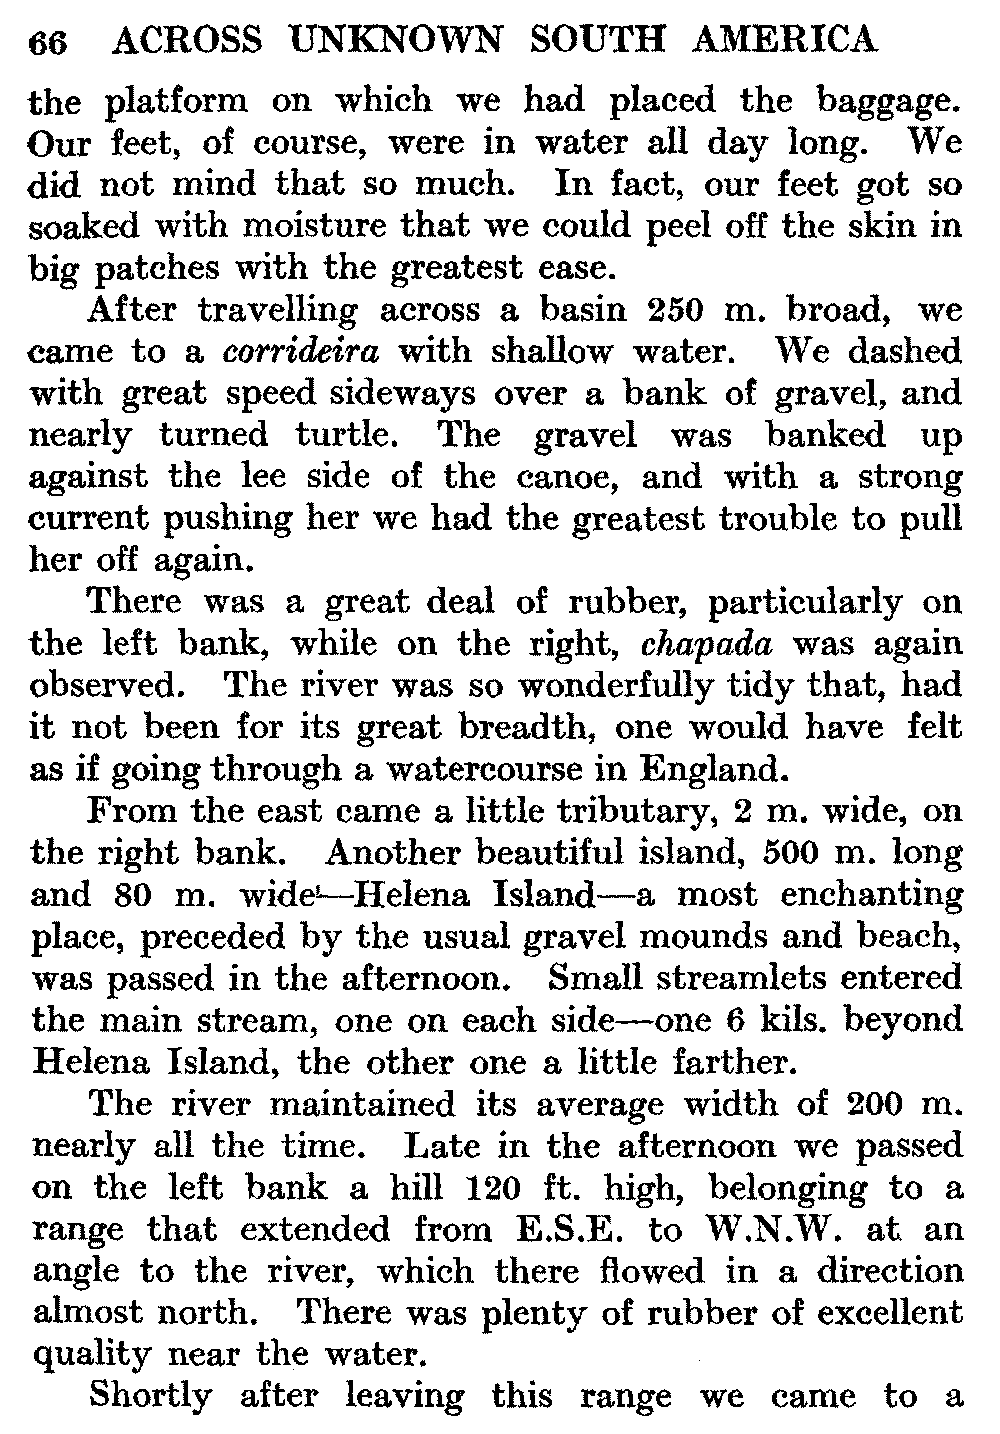 66 ACROSS UNKNOWN SOUTH AMERICA
the platform on which we had placed the baggage.
Our feet, of course, were in water all day long. We
did not mind that so much. In fact, our feet got so
soaked with moisture that we could peel off the skin in
big patches with the greatest ease.
After travelling across a basin 250 m. broad, we
came to a corrideira with shallow water. We dashed
with great speed sideways over a bank of gravel, and
nearly turned turtle. The gravel was banked up
against the lee side of the canoe, and with a strong
current pushing her we had the greatest trouble to pull
her off again.
There was a great deal of rubber, particularly on
the left bank, while on the right, chapada was again
observed. The river was so wonderfully tidy that, had
it not been for its great breadth, one would have felt
as if going through a watercourse in England.
From the east came a little tributary, 2 m. wide, on
the right bank. Another beautiful island, 500 m. long
and 80 m. wide—Helena Island—a most enchanting
place, preceded by the usual gravel mounds and beach,
was passed in the afternoon. Small streamlets entered
the main stream, one on each side—one 6 kils. beyond
Helena Island, the other one a little farther.
The river maintained its average width of 200 m.
nearly all the time. Late in the afternoon we passed
on the left bank a hill 120 ft. high, belonging to a
range that extended from E.S.E. to W.N.W. at an
angle to the river, which there flowed in a direction
almost north. There was plenty of rubber of excellent
quality near the water.
Shortly after leaving this range we came to a